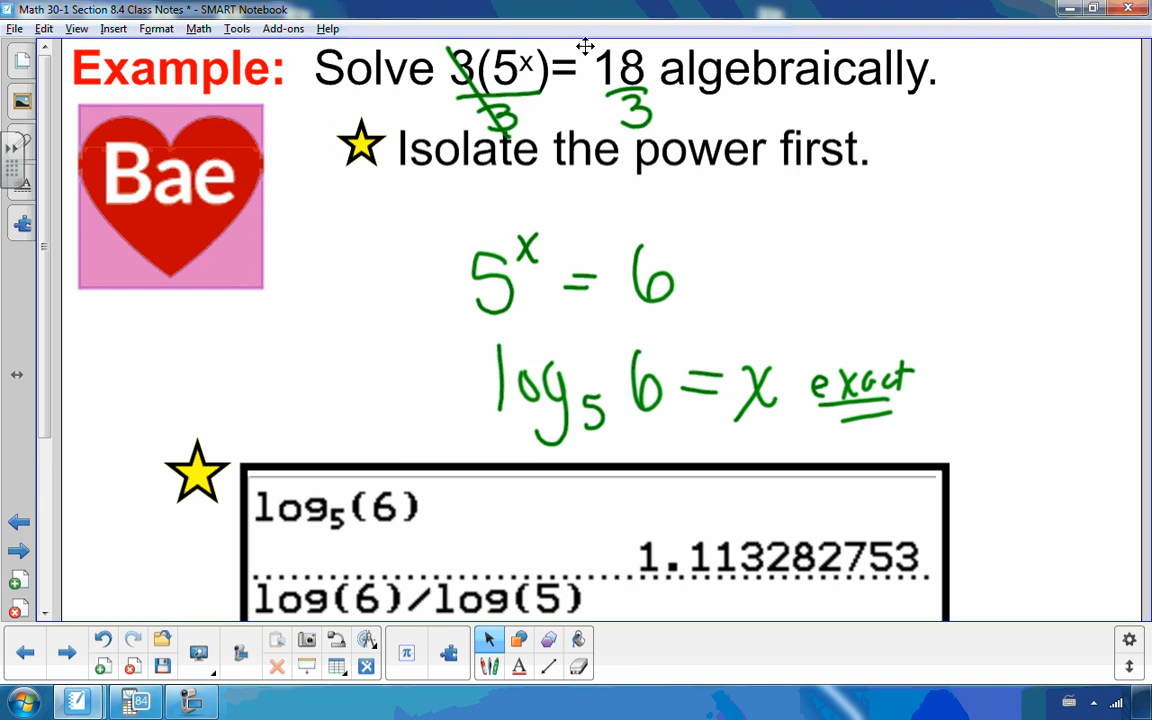 Math 30-1 Section 8.4 Class Notes * - SMART Notebook
File Edit View Insert Format Math Tools Add-ons Help
Example: Solve 3(5ˣ)= 18 algebraically.
3 3
Isolate the power first.
Bae
5ˣ = 6
log₅ 6 = x exact
log₅(6)
1.113282753
log(6)/log(5)
π
A
84